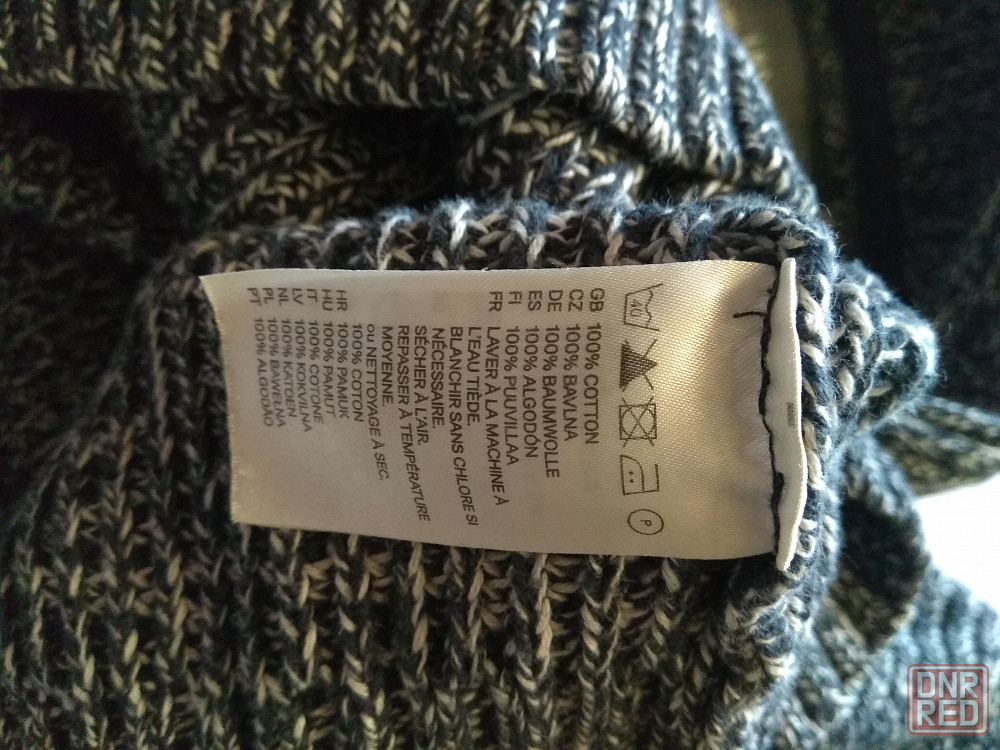 40
P
GB 100% COTTON
CZ 100% BAVLNA
DE 100% BAUMWOLLE
ES 100% ALGODÓN
FI 100% PUUVILLAA
FR LAVER À LA MACHINE À
L'EAU TIÈDE.
BLANCHIR SANS CHLORE SI
NÉCESSAIRE.
SÉCHER À L'AIR.
REPASSER À TEMPÉRATURE
MOYENNE.
ou NETTOYAGE À SEC.
100% COTON
HR 100% PAMUK
HU 100% PAMUT
IT 100% COTONE
LV 100% KOKVILNA
NL 100% KATOEN
PL 100% BAWEŁNA
PT 100% ALGODÃO
DNR
RED